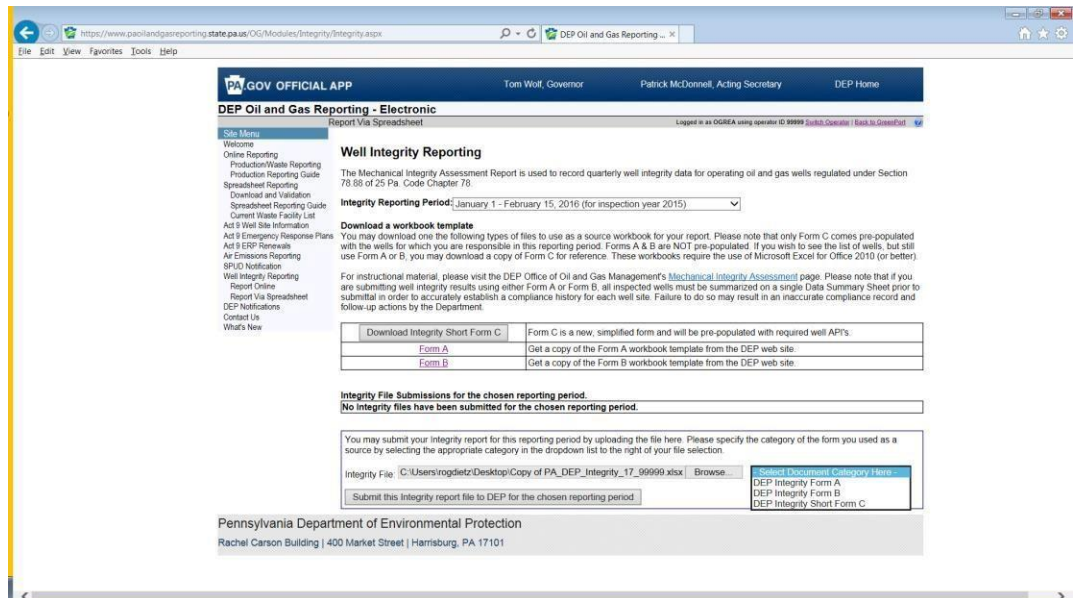 https://www.paoilandgasreporting.state.pa.us/OG/Modules/Integrity/Integrity.aspx
DEP Oil and Gas Reporting ...
File Edit View Favorites Tools Help
PA.GOV OFFICIAL APP Tom Wolf, Governor Patrick McDonnell, Acting Secretary DEP Home
DEP Oil and Gas Reporting - Electronic
Report Via Spreadsheet Logged in as OGREA using operator ID 99999 Switch Operator | Back to GreenPort
Site Menu
Welcome
Online Reporting
Production/Waste Reporting
Production Reporting Guide
Spreadsheet Reporting
Download and Validation
Spreadsheet Reporting Guide
Current Waste Facility List
Act 9 Well Site Information
Act 9 Emergency Response Plans
Act 9 ERP Renewals
Air Emissions Reporting
SPUD Notification
Well Integrity Reporting
Report Online
Report Via Spreadsheet
DEP Notifications
Contact Us
What's New
Well Integrity Reporting
The Mechanical Integrity Assessment Report is used to record quarterly well integrity data for operating oil and gas wells regulated under Section
78.88 of 25 Pa. Code Chapter 78.
Integrity Reporting Period: January 1 - February 15, 2016 (for inspection year 2015)
Download a workbook template
You may download one the following types of files to use as a source workbook for your report. Please note that only Form C comes pre-populated
with the wells for which you are responsible in this reporting period. Forms A & B are NOT pre-populated. If you wish to see the list of wells, but still
use Form A or B, you may download a copy of Form C for reference. These workbooks require the use of Microsoft Excel for Office 2010 (or better).
For instructional material, please visit the DEP Office of Oil and Gas Management's Mechanical Integrity Assessment page. Please note that if you
are submitting well integrity results using either Form A or Form B, all inspected wells must be summarized on a single Data Summary Sheet prior to
submittal in order to accurately establish a compliance history for each well site. Failure to do so may result in an inaccurate compliance record and
follow-up actions by the Department.
Download Integrity Short Form C Form C is a new, simplified form and will be pre-populated with required well API's.
Form A Get a copy of the Form A workbook template from the DEP web site.
Form B Get a copy of the Form B workbook template from the DEP web site.
Integrity File Submissions for the chosen reporting period.
No Integrity files have been submitted for the chosen reporting period.
You may submit your Integrity report for this reporting period by uploading the file here. Please specify the category of the form you used as a
source by selecting the appropriate category in the dropdown list to the right of your file selection.
Integrity File: C:\Users\rogdietz\Desktop\Copy of PA_DEP_Integrity_17_99999.xlsx Browse... - Select Document Category Here -
DEP Integrity Form A
DEP Integrity Form B
DEP Integrity Short Form C
Submit this Integrity report file to DEP for the chosen reporting period
Pennsylvania Department of Environmental Protection
Rachel Carson Building | 400 Market Street | Harrisburg, PA 17101